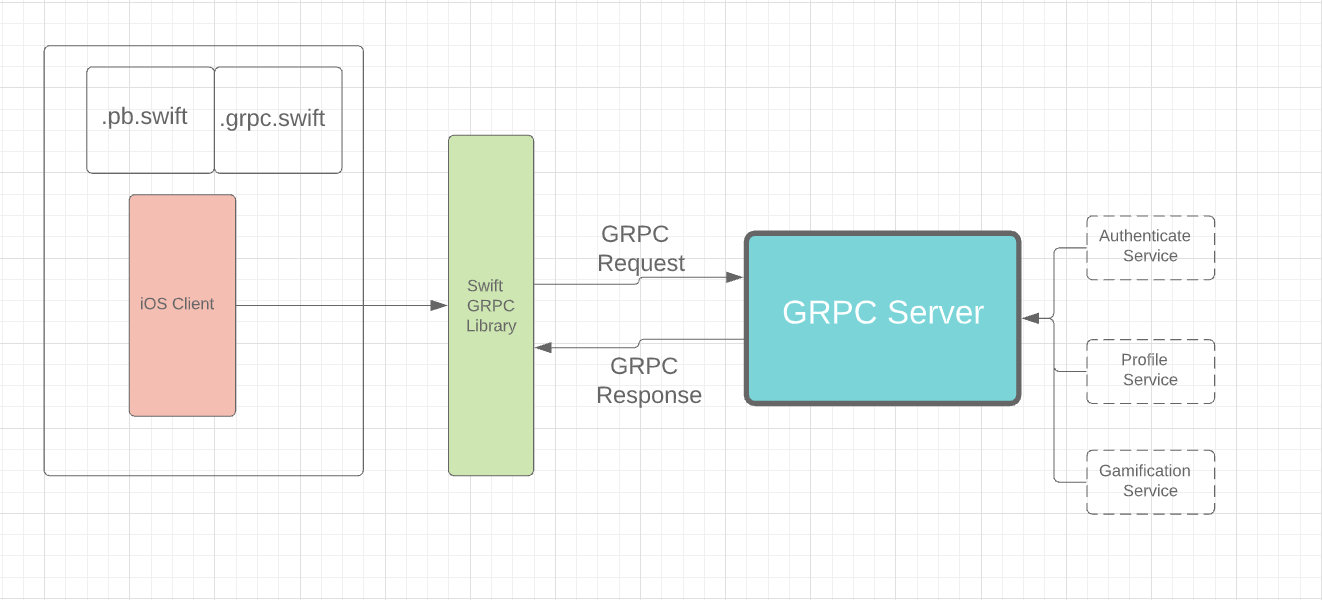 .pb.swift
.grpc.swift
iOS Client
Swift
GRPC
Library
GRPC
Request
GRPC
Response
GRPC Server
Authenticate
Service
Profile
Service
Gamification
Service